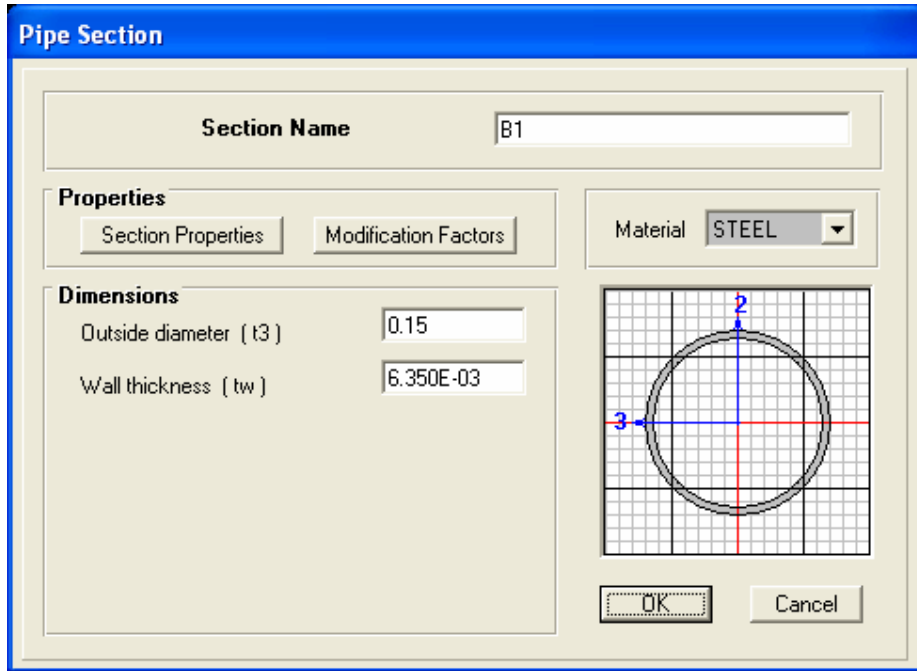 Pipe Section
Section Name B1
Properties
Section Properties Modification Factors
Material STEEL
Dimensions
Outside diameter ( t3 ) 0.15
Wall thickness ( tw ) 6.350E-03
2
3
OK Cancel